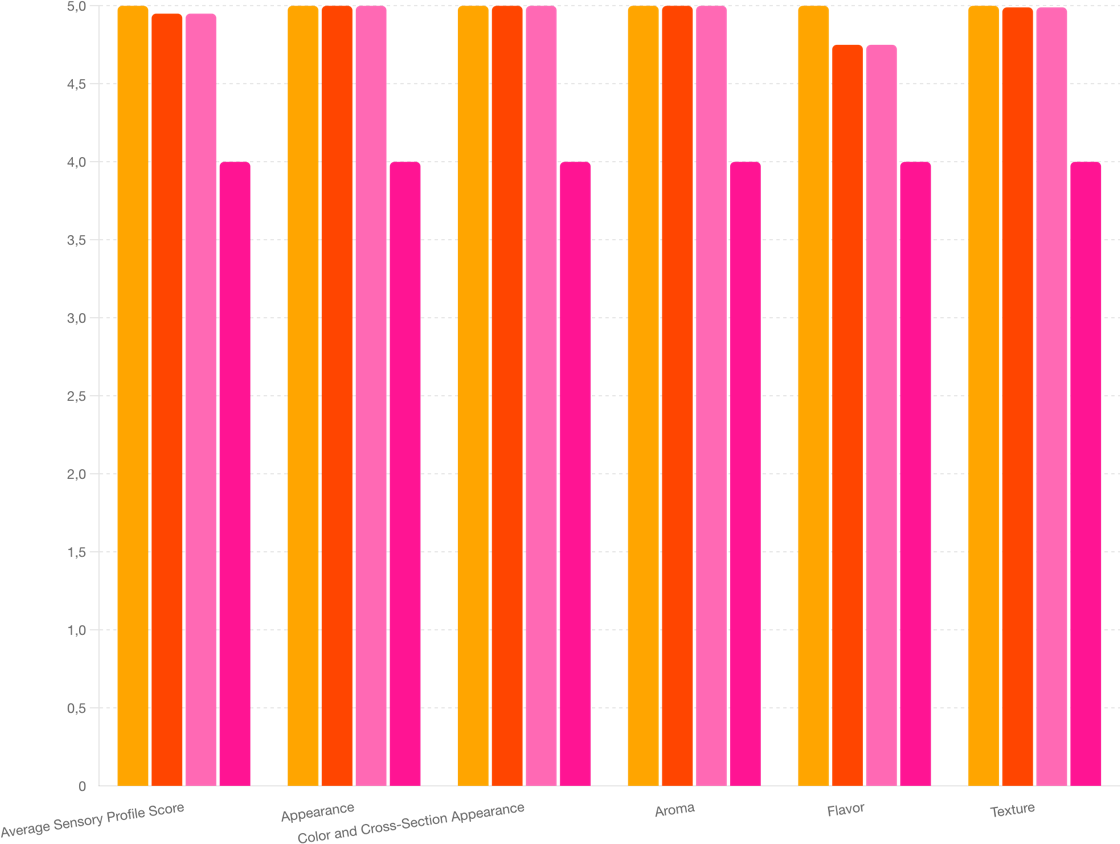 5,0
4,5
4,0
3,5
3,0
2,5
2,0
1,5
1,0
0,5
0
Average Sensory Profile Score
Appearance
Color and Cross-Section Appearance
Aroma
Flavor
Texture